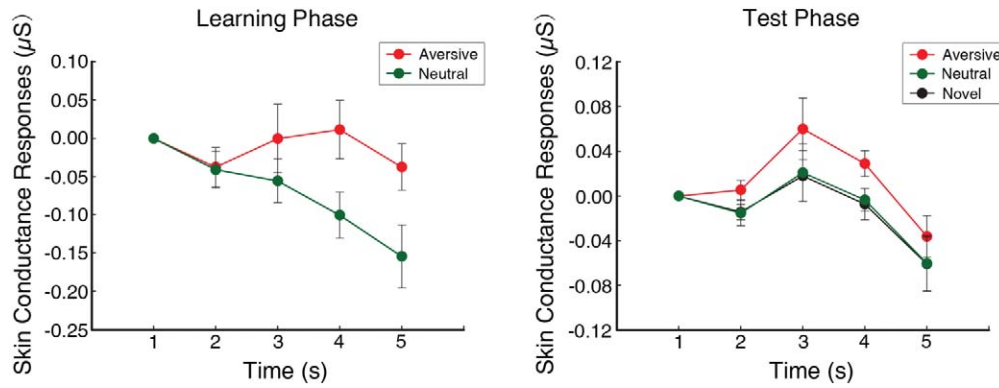 Learning Phase
Skin Conductance Responses (µS)
0.10
0.05
0.00
-0.05
-0.10
-0.15
-0.20
-0.25
Aversive
Neutral
1 2 3 4 5
Time (s)
Test Phase
Skin Conductance Responses (µS)
0.12
0.08
0.04
0.00
-0.04
-0.08
-0.12
Aversive
Neutral
Novel
1 2 3 4 5
Time (s)